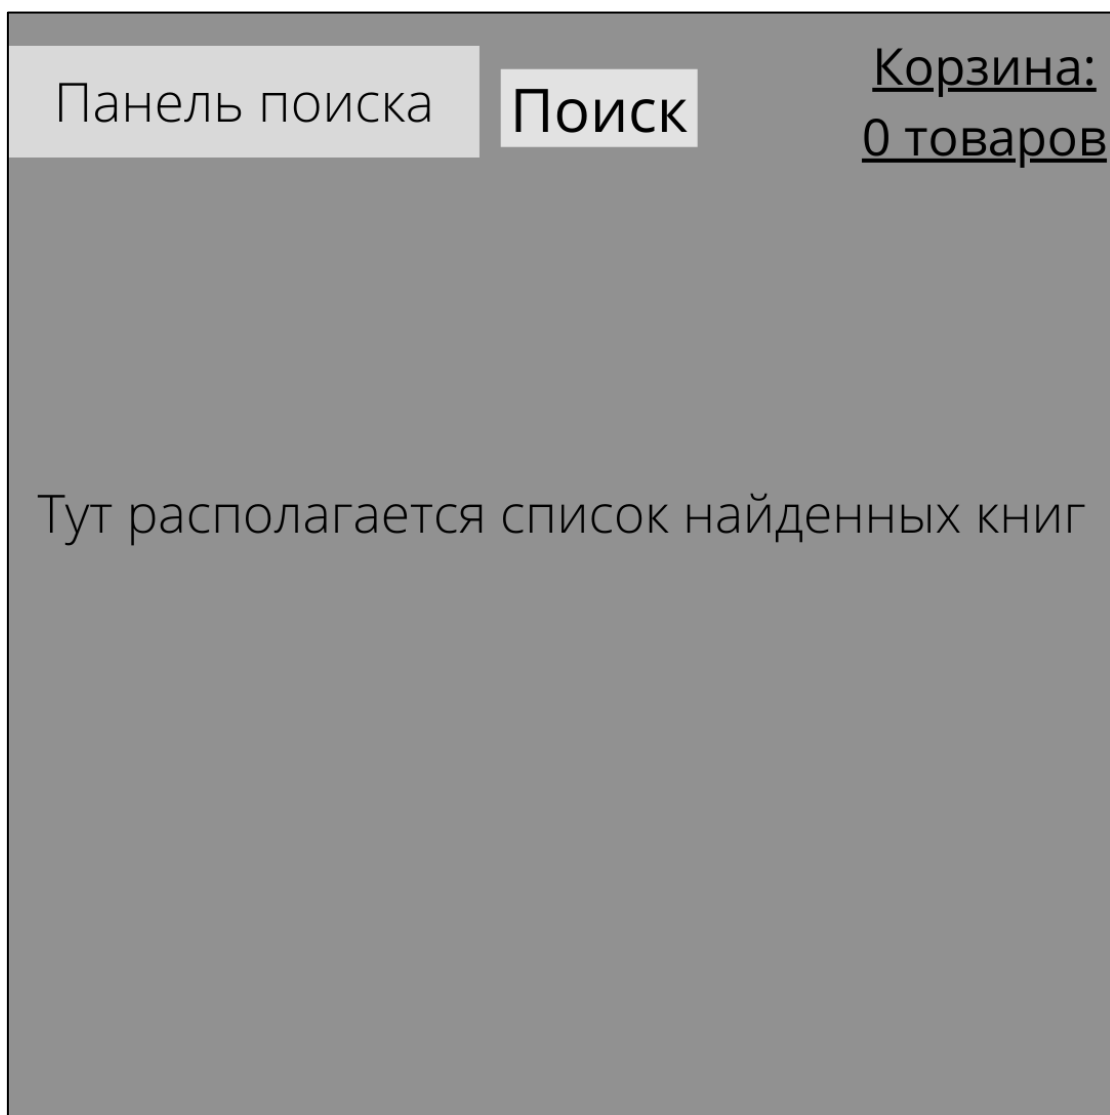 Панель поиска
Поиск
Корзина:
0 товаров
Тут располагается список найденных книг